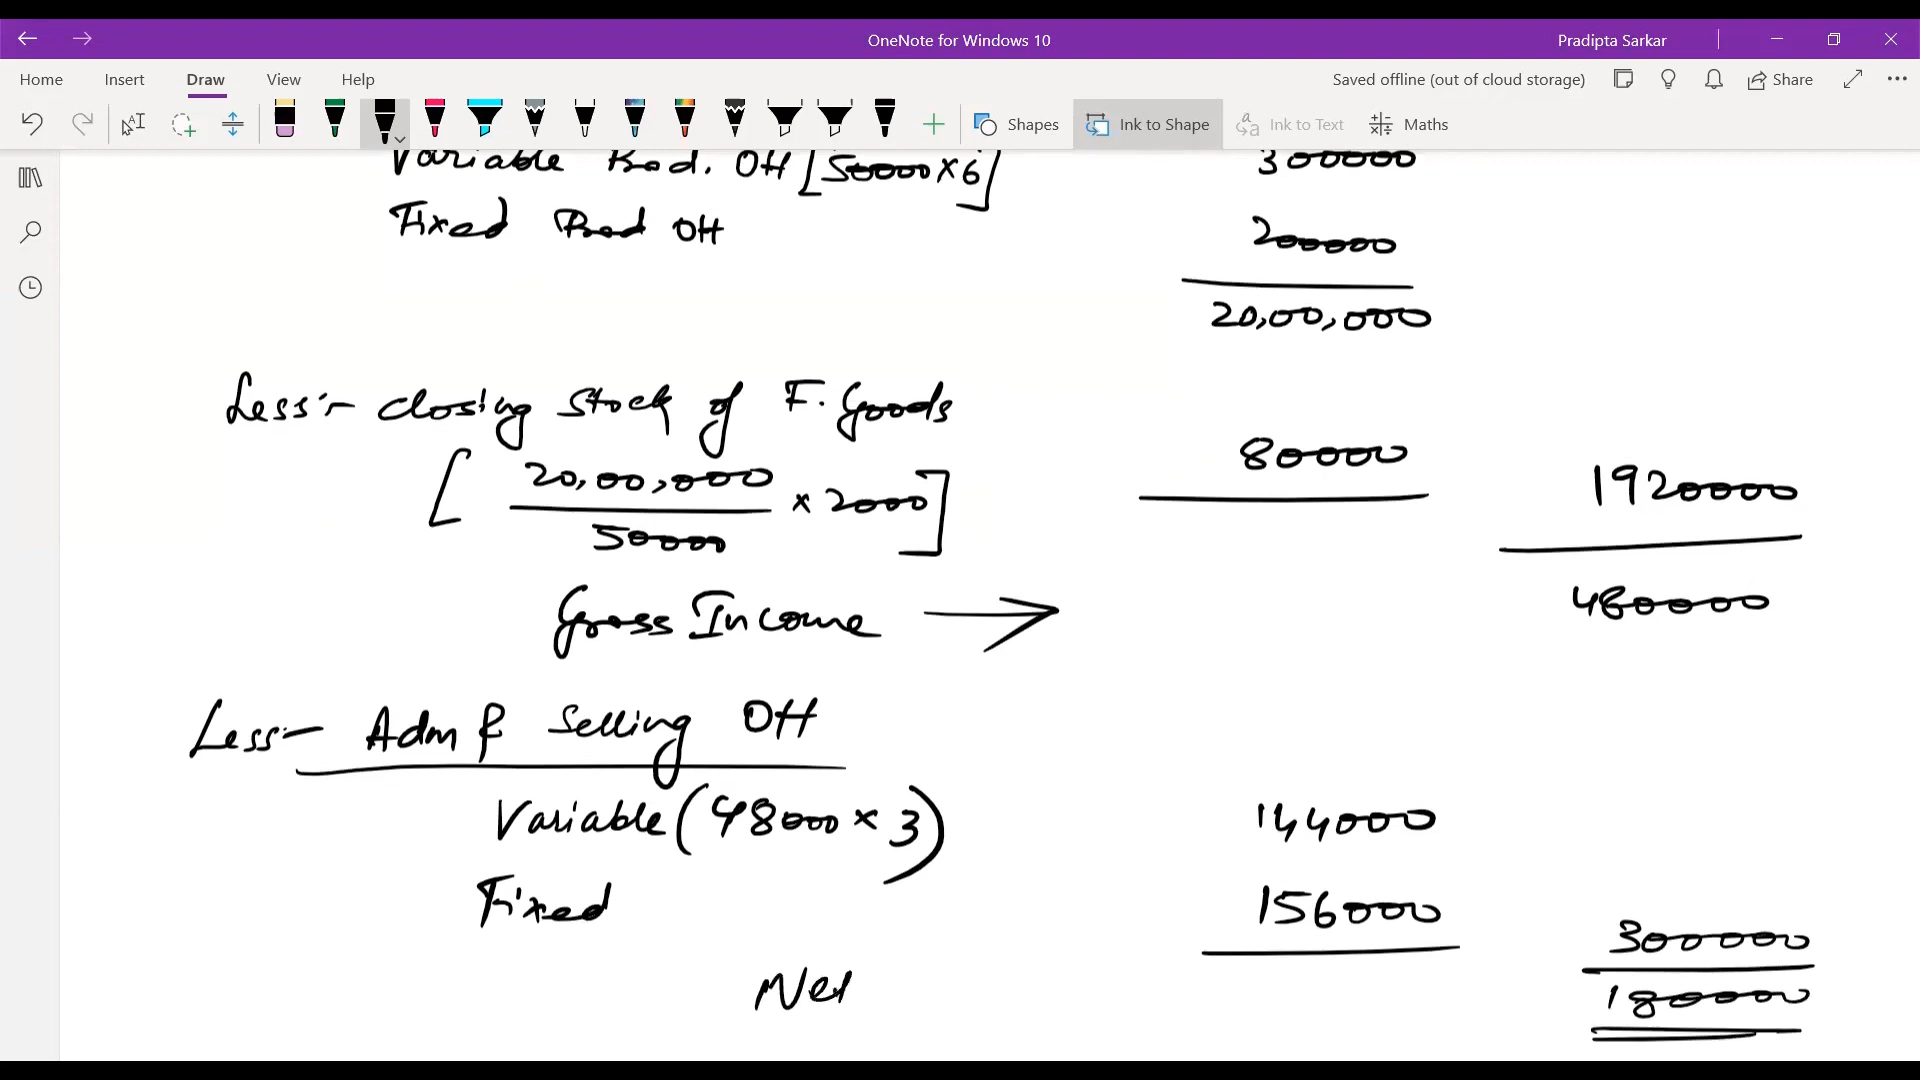 OneNote for Windows 10
Pradipta Sarkar
Home Insert Draw View Help
Saved offline (out of cloud storage)
Share
Shapes
Ink to Shape
Ink to Text
Maths
Variable Prod. OH [50000 x 6] 300000
Fixed Prod OH 200000
20,00,000
Less:- Closing Stock of F. Goods
80000
[20,00,000 / 50000 x 2000] 1920000
Gross Income → 480000
Less:- Adm & Selling OH
Variable (48000 x 3) 144000
Fixed 156000
300000
Net 180000